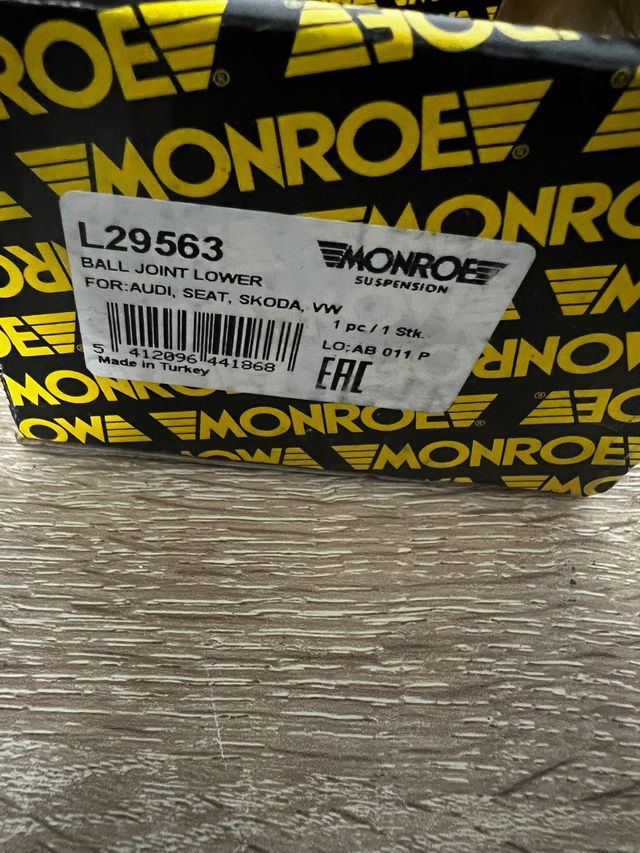 MONROE
MONROE®
L29563
BALL JOINT LOWER
FOR:AUDI, SEAT, SKODA, VW
MONROE
SUSPENSION
1 pc / 1 Stk.
LO:AB 011 P
5 412096 441868
Made in Turkey
EAC
MONROE
MONROE